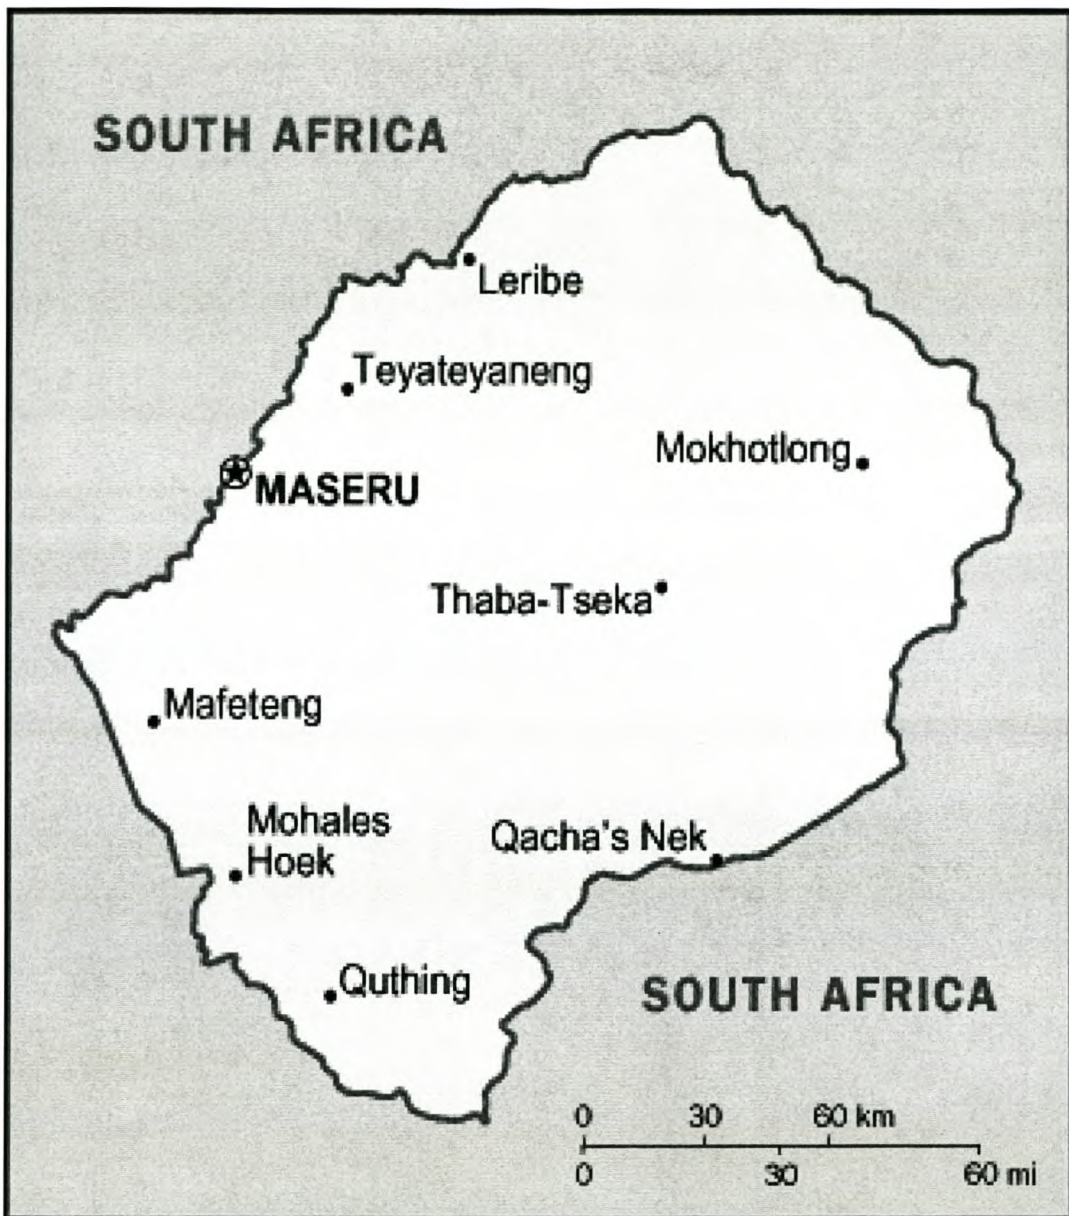 SOUTH AFRICA
Leribe
Teyateyaneng
Mokhotlong
MASERU
Thaba-Tseka
Mafeteng
Mohales
Hoek
Qacha's Nek
Quthing
SOUTH AFRICA
0 30 60 km
0 30 60 mi